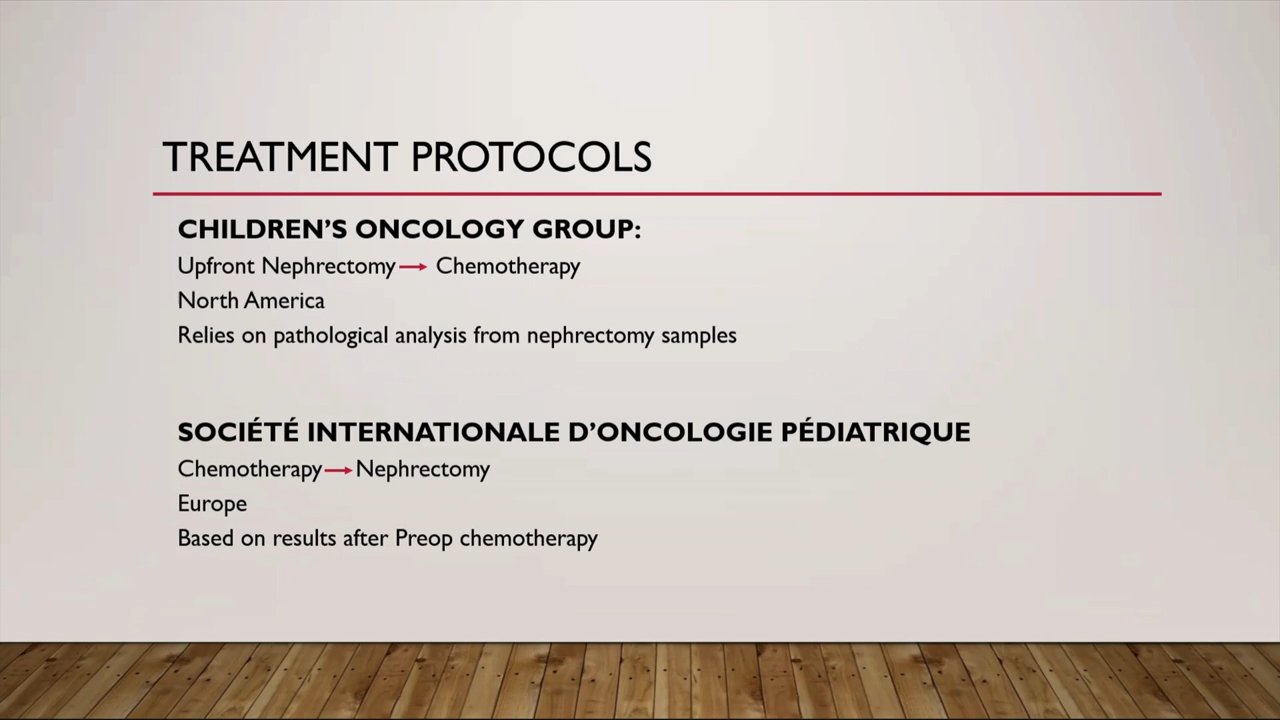 TREATMENT PROTOCOLS
CHILDREN’S ONCOLOGY GROUP:
Upfront Nephrectomy → Chemotherapy
North America
Relies on pathological analysis from nephrectomy samples
SOCIÉTÉ INTERNATIONALE D’ONCOLOGIE PÉDIATRIQUE
Chemotherapy → Nephrectomy
Europe
Based on results after Preop chemotherapy